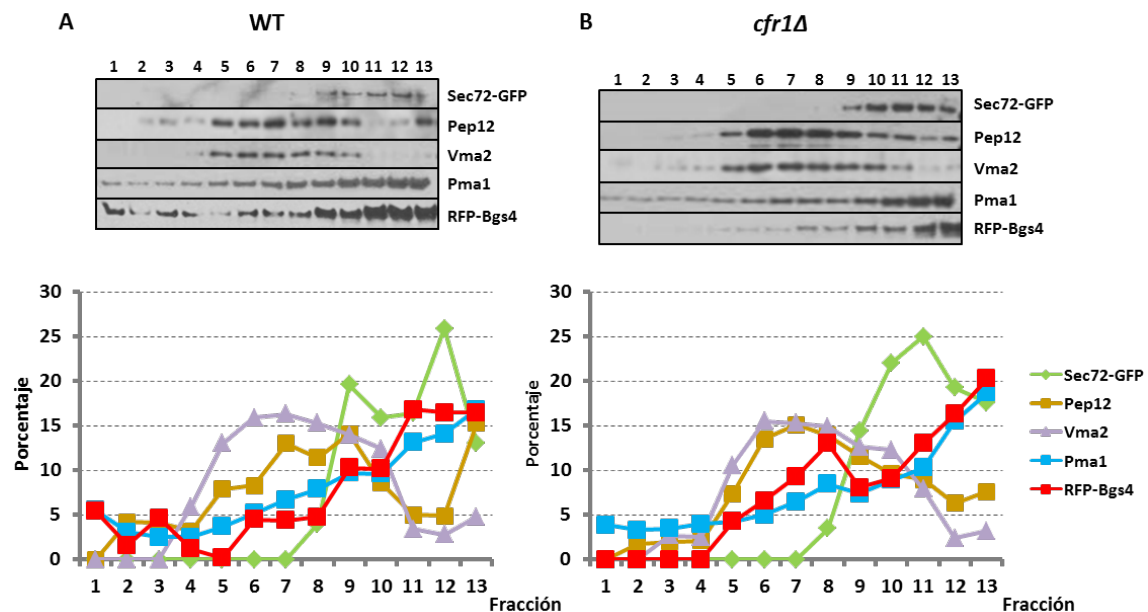 A
WT
1 2 3 4 5 6 7 8 9 10 11 12 13
Sec72-GFP
Pep12
Vma2
Pma1
RFP-Bgs4
B
cfr1Δ
1 2 3 4 5 6 7 8 9 10 11 12 13
Sec72-GFP
Pep12
Vma2
Pma1
RFP-Bgs4
Porcentaje
30
25
20
15
10
5
0
1 2 3 4 5 6 7 8 9 10 11 12 13
Fracción
Porcentaje
30
25
20
15
10
5
0
1 2 3 4 5 6 7 8 9 10 11 12 13
Fracción
Sec72-GFP
Pep12
Vma2
Pma1
RFP-Bgs4